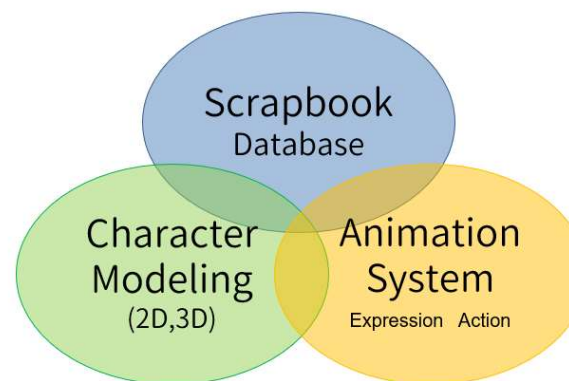 Scrapbook
Database
Character
Modeling
(2D,3D)
Animation
System
Expression Action